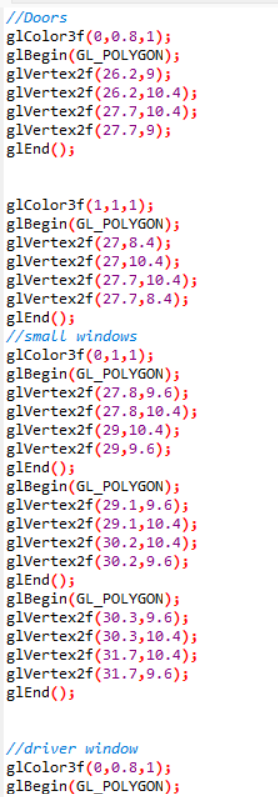 //Doors
glColor3f(0,0.8,1);
glBegin(GL_POLYGON);
glVertex2f(26.2,9);
glVertex2f(26.2,10.4);
glVertex2f(27.7,10.4);
glVertex2f(27.7,9);
glEnd();
glColor3f(1,1,1);
glBegin(GL_POLYGON);
glVertex2f(27,8.4);
glVertex2f(27,10.4);
glVertex2f(27.7,10.4);
glVertex2f(27.7,8.4);
glEnd();
//small windows
glColor3f(0,1,1);
glBegin(GL_POLYGON);
glVertex2f(27.8,9.6);
glVertex2f(27.8,10.4);
glVertex2f(29,10.4);
glVertex2f(29,9.6);
glEnd();
glBegin(GL_POLYGON);
glVertex2f(29.1,9.6);
glVertex2f(29.1,10.4);
glVertex2f(30.2,10.4);
glVertex2f(30.2,9.6);
glEnd();
glBegin(GL_POLYGON);
glVertex2f(30.3,9.6);
glVertex2f(30.3,10.4);
glVertex2f(31.7,10.4);
glVertex2f(31.7,9.6);
glEnd();
//driver window
glColor3f(0,0.8,1);
glBegin(GL_POLYGON);